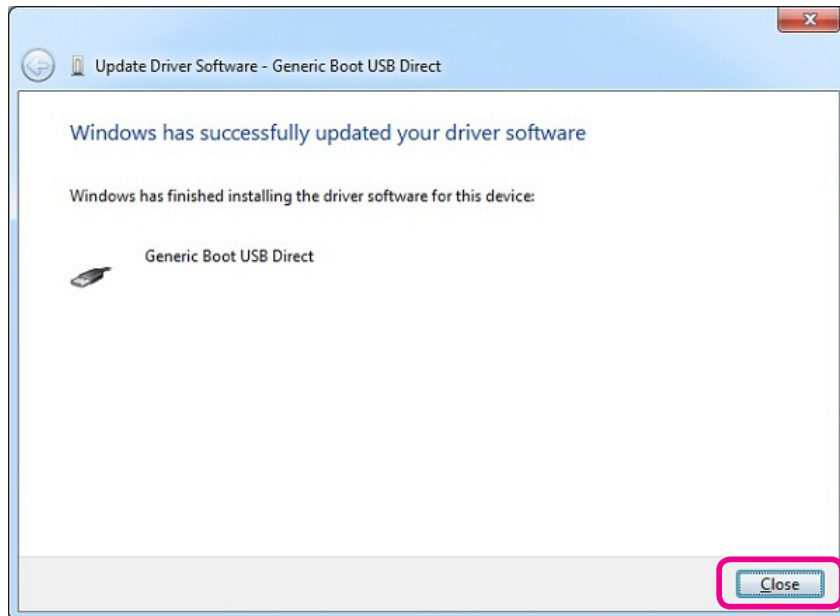 Update Driver Software - Generic Boot USB Direct
Windows has successfully updated your driver software
Windows has finished installing the driver software for this device:
Generic Boot USB Direct
Close